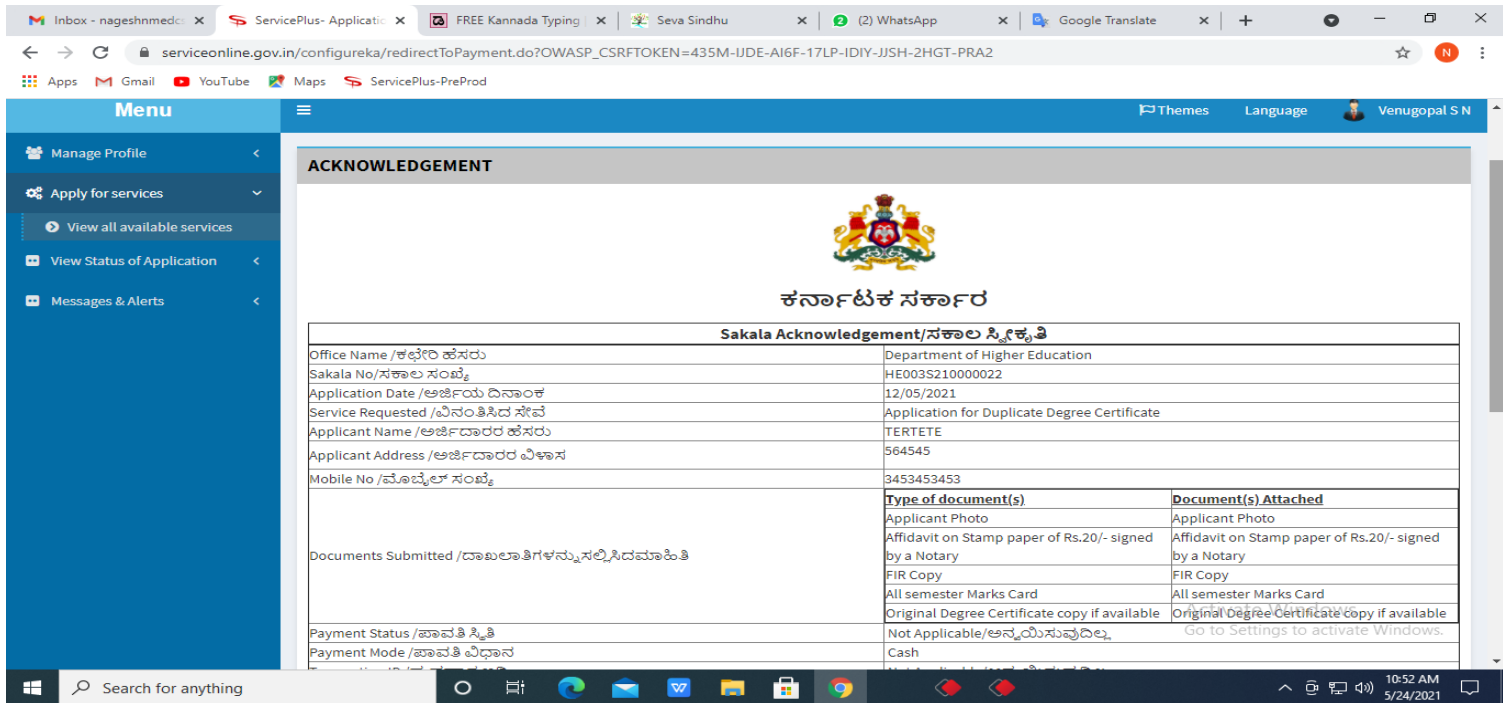 Inbox - nageshnmedcs
ServicePlus- Applicatio
FREE Kannada Typing |
Seva Sindhu
(2) WhatsApp
Google Translate
serviceonline.gov.in/configureka/redirectToPayment.do?OWASP_CSRFTOKEN=435M-IJDE-AI6F-17LP-IDIY-JJSH-2HGT-PRA2
N
Apps Gmail YouTube Maps ServicePlus-PreProd
Menu
Themes Language Venugopal S N
Manage Profile
Apply for services
View all available services
View Status of Application
Messages & Alerts
ACKNOWLEDGEMENT
ಕರ್ನಾಟಕ ಸರ್ಕಾರ
Sakala Acknowledgement/ಸಕಾಲ ಸ್ವೀಕೃತಿ
Office Name /ಕಛೇರಿ ಹೆಸರು Department of Higher Education
Sakala No/ಸಕಾಲ ಸಂಖ್ಯೆ HE003S210000022
Application Date /ಅರ್ಜಿಯ ದಿನಾಂಕ 12/05/2021
Service Requested /ವಿನಂತಿಸಿದ ಸೇವೆ Application for Duplicate Degree Certificate
Applicant Name /ಅರ್ಜಿದಾರರ ಹೆಸರು TERTETE
Applicant Address /ಅರ್ಜಿದಾರರ ವಿಳಾಸ 564545
Mobile No /ಮೊಬೈಲ್ ಸಂಖ್ಯೆ 3453453453
Documents Submitted /ದಾಖಲಾತಿಗಳನ್ನು ಸಲ್ಲಿಸಿದಮಾಹಿತಿ
Type of document(s) Document(s) Attached
Applicant Photo Applicant Photo
Affidavit on Stamp paper of Rs.20/- signed Affidavit on Stamp paper of Rs.20/- signed
by a Notary by a Notary
FIR Copy FIR Copy
All semester Marks Card All semester Marks Card
Original Degree Certificate copy if available Original Degree Certificate copy if available
Payment Status /ಪಾವತಿ ಸ್ಥಿತಿ Not Applicable/ಅನ್ವಯಿಸುವುದಿಲ್ಲ
Payment Mode /ಪಾವತಿ ವಿಧಾನ Cash
Activate Windows
Go to Settings to activate Windows.
Search for anything
10:52 AM
5/24/2021